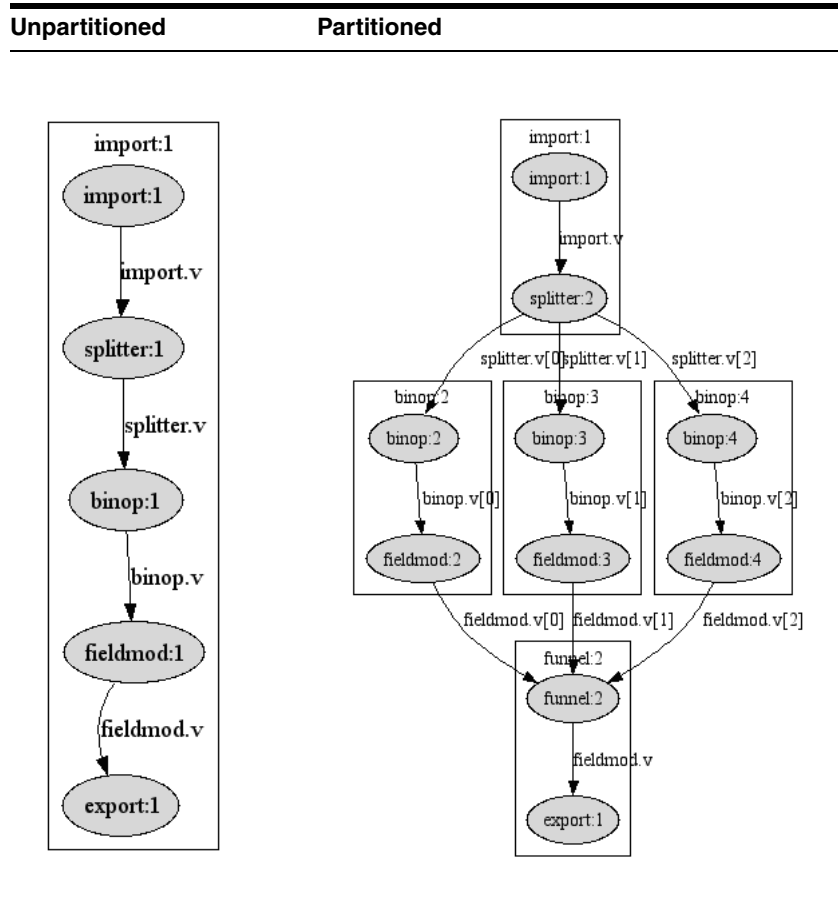 Unpartitioned Partitioned
import:1
import:1
import.v
splitter:1
splitter.v
binop:1
binop.v
fieldmod:1
fieldmod.v
export:1
import:1
import:1
import.v
splitter:2
splitter.v[0] splitter.v[1] splitter.v[2]
binop:2 binop:3 binop:4
binop:2 binop:3 binop:4
binop.v[0] binop.v[1] binop.v[2]
fieldmod:2 fieldmod:3 fieldmod:4
fieldmod.v[0] fieldmod.v[1] fieldmod.v[2]
funnel:2
funnel:2
fieldmod.v
export:1